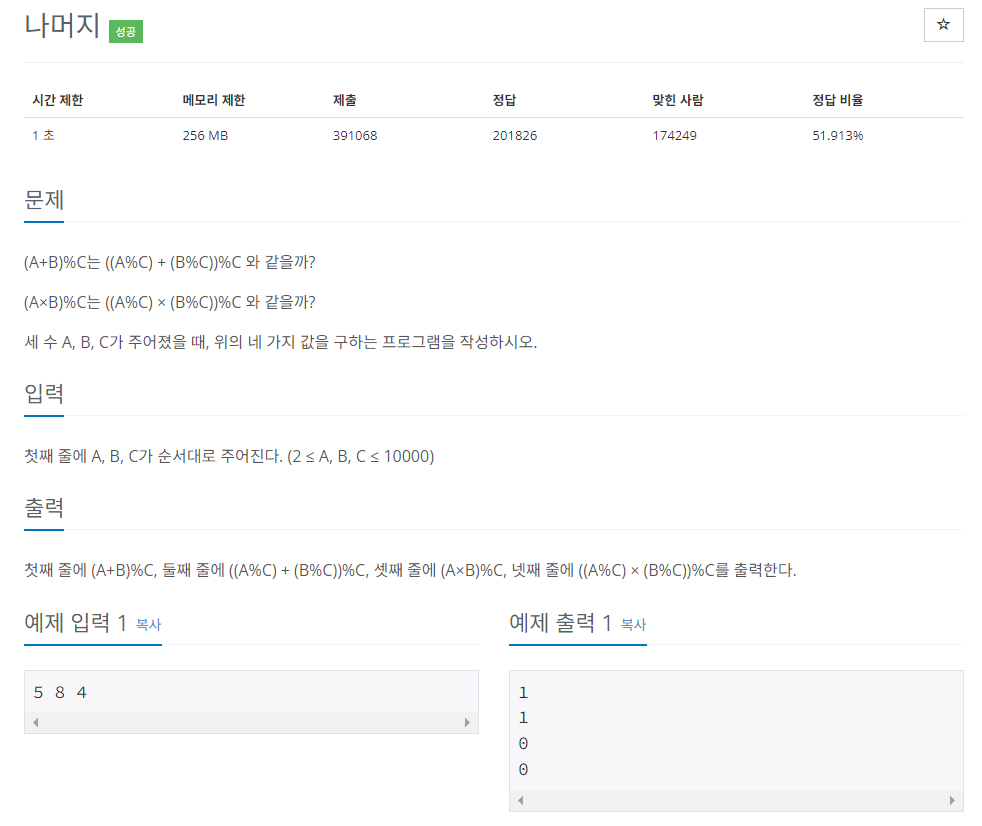 나머지 성공
☆
시간 제한 메모리 제한 제출 정답 맞힌 사람 정답 비율
1 초 256 MB 391068 201826 174249 51.913%
문제
(A+B)%C는 ((A%C) + (B%C))%C 와 같을까?
(A×B)%C는 ((A%C) × (B%C))%C 와 같을까?
세 수 A, B, C가 주어졌을 때, 위의 네 가지 값을 구하는 프로그램을 작성하시오.
입력
첫째 줄에 A, B, C가 순서대로 주어진다. (2 ≤ A, B, C ≤ 10000)
출력
첫째 줄에 (A+B)%C, 둘째 줄에 ((A%C) + (B%C))%C, 셋째 줄에 (A×B)%C, 넷째 줄에 ((A%C) × (B%C))%C를 출력한다.
예제 입력 1 복사
5 8 4
예제 출력 1 복사
1
1
0
0